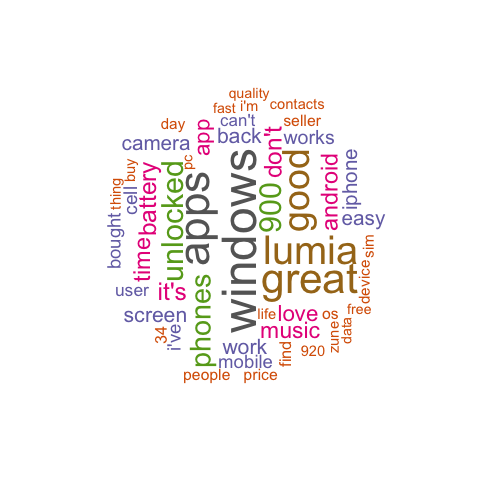 quality
fast
i'm
contacts
day
can't
seller
app
back
don't
works
camera
pc
buy
thing
cell
battery
unlocked
apps
windows
900
good
android
iphone
bought
time
easy
lumia
great
sim
device
user
it's
phones
screen
life
love
os
free
music
zune
data
34
i've
work
find
920
mobile
people
price